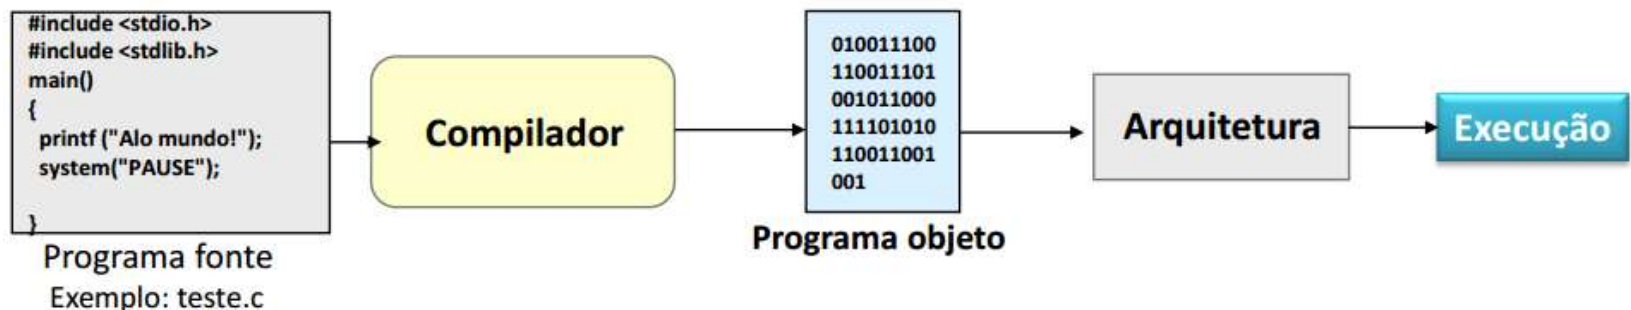 #include <stdio.h>
#include <stdlib.h>
main()
{
printf ("Alo mundo!");
system("PAUSE");
}
Programa fonte
Exemplo: teste.c
Compilador
010011100
110011101
001011000
111101010
110011001
001
Programa objeto
Arquitetura
Execução